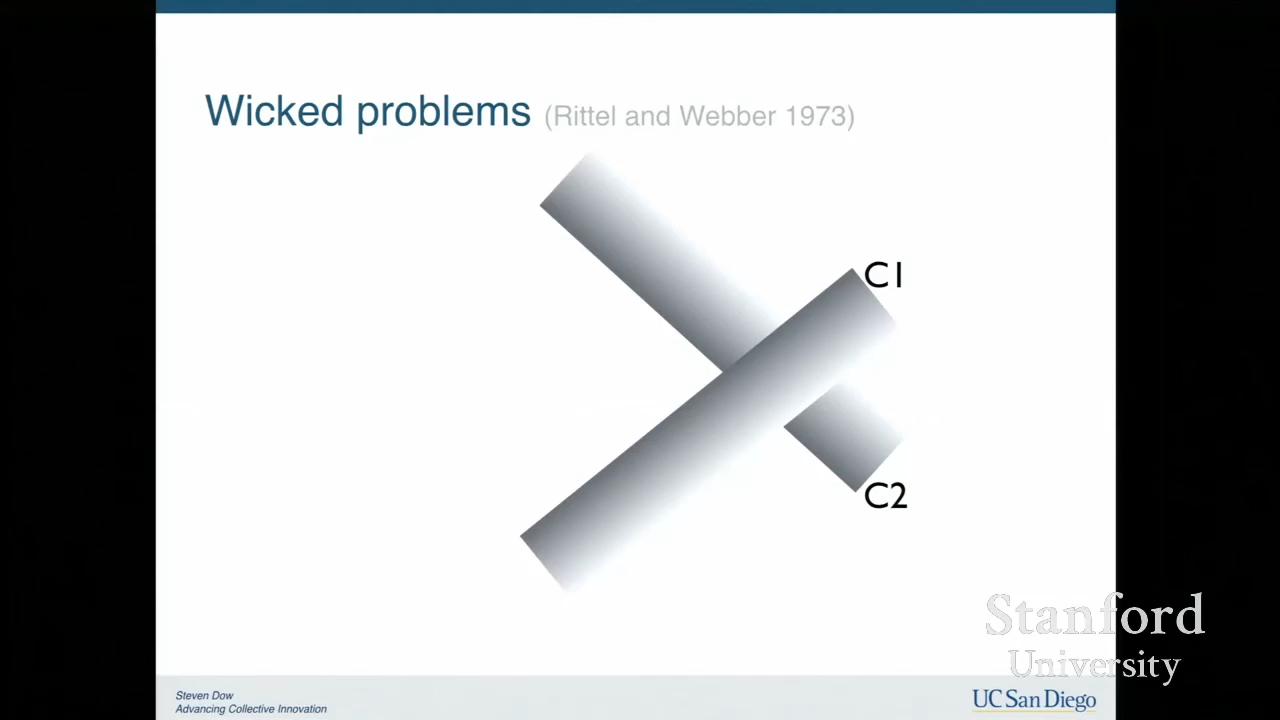 Wicked problems (Rittel and Webber 1973)
C1
C2
Stanford
University
Steven Dow
Advancing Collective Innovation
UC San Diego